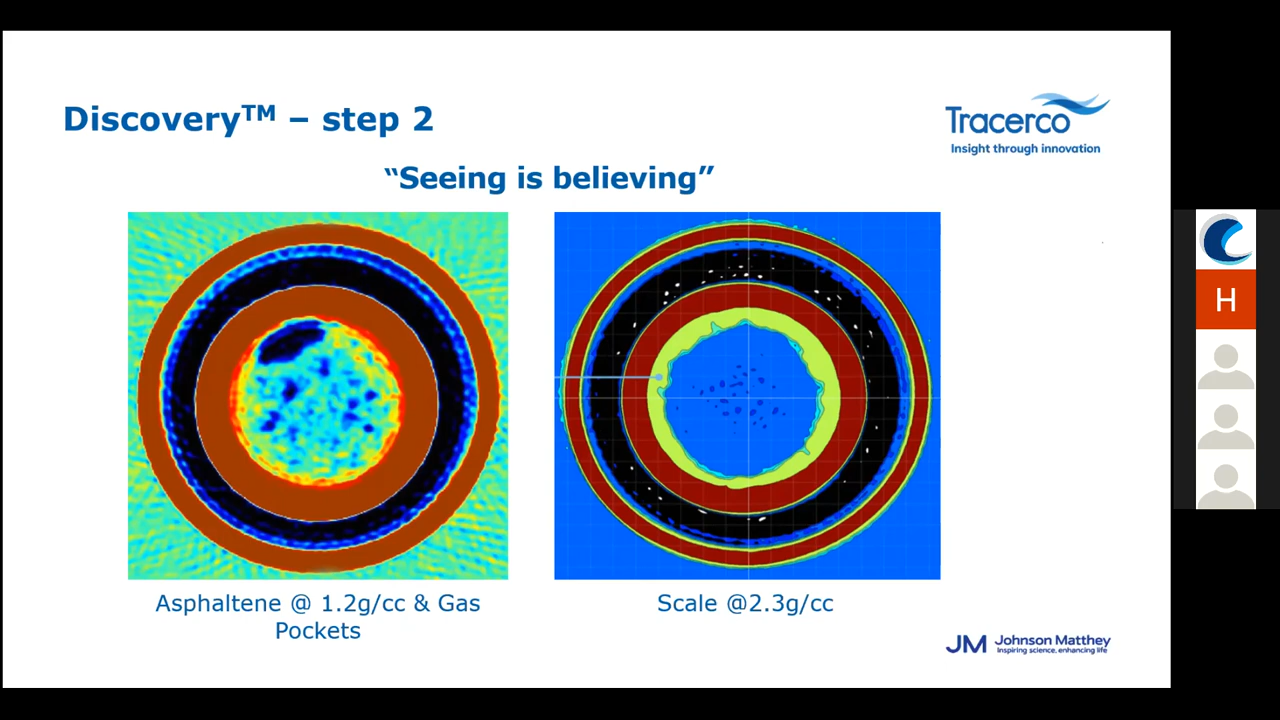 Discovery™ – step 2
Tracerco
Insight through innovation
“Seeing is believing”
H
Asphaltene @ 1.2g/cc & Gas
Pockets
Scale @2.3g/cc
JM Johnson Matthey
Inspiring science, enhancing life